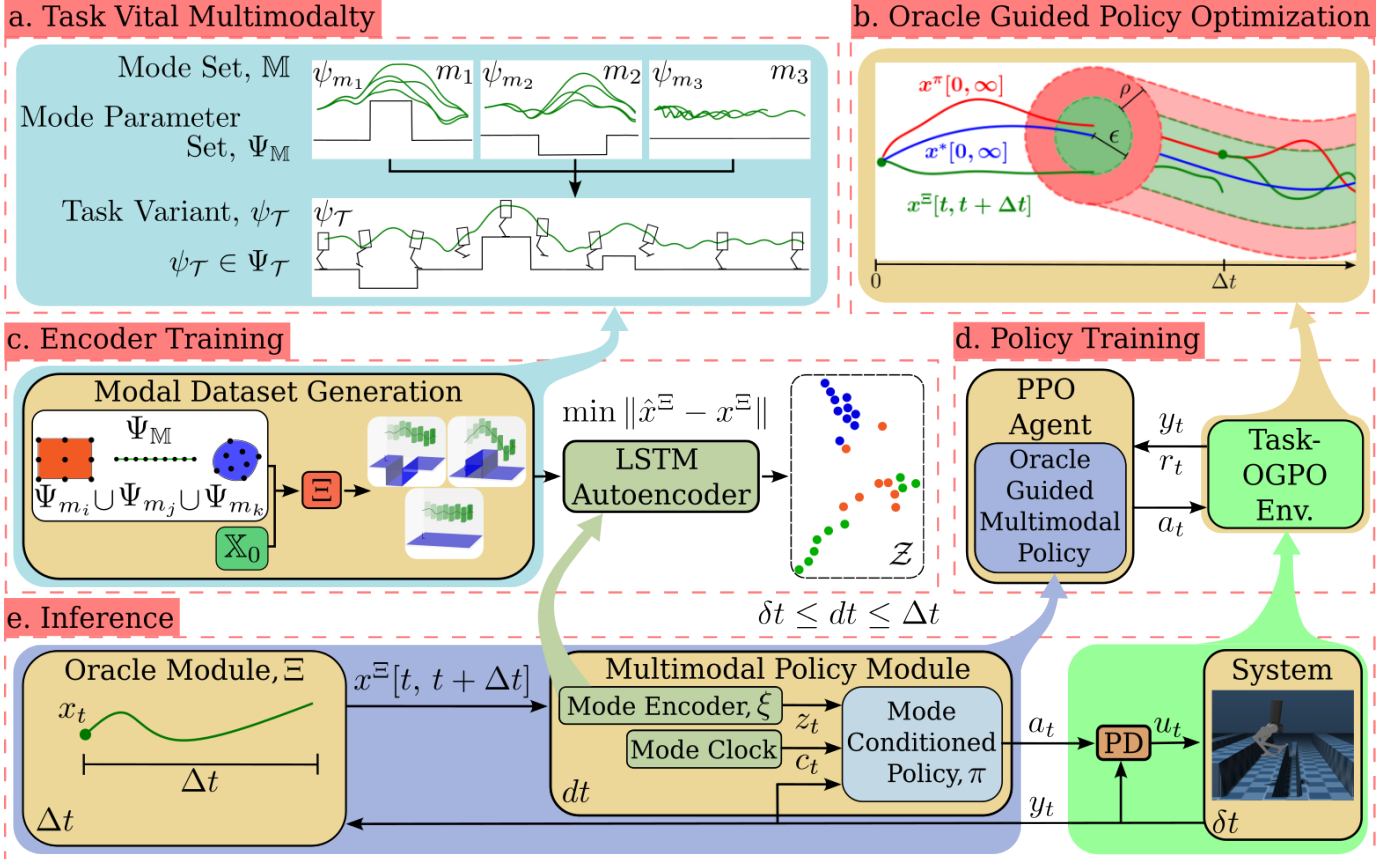 a. Task Vital Multimodalty
Mode Set, 𝕄
Mode Parameter
Set, Ψ_𝕄
ψ_{m_1} m_1
ψ_{m_2} m_2
ψ_{m_3} m_3
Task Variant, ψ_𝒯
ψ_𝒯 ∈ Ψ_𝒯
ψ_𝒯
b. Oracle Guided Policy Optimization
x^π[0, ∞]
x^*[0, ∞]
x^Ξ[t, t + Δt]
ρ
ϵ
0
Δt
c. Encoder Training
Modal Dataset Generation
Ψ_𝕄
Ψ_{m_i} ∪ Ψ_{m_j} ∪ Ψ_{m_k}
𝕏_0
Ξ
min ‖x̂^Ξ − x^Ξ‖
LSTM
Autoencoder
𝒵
d. Policy Training
PPO
Agent
Oracle
Guided
Multimodal
Policy
y_t
r_t
a_t
Task-
OGPO
Env.
δt ≤ dt ≤ Δt
e. Inference
Oracle Module, Ξ
x_t
Δt
Δt
x^Ξ[t, t + Δt]
Multimodal Policy Module
Mode Encoder, ξ
z_t
Mode Clock
c_t
Mode
Conditioned
Policy, π
dt
a_t
PD
u_t
y_t
System
δt